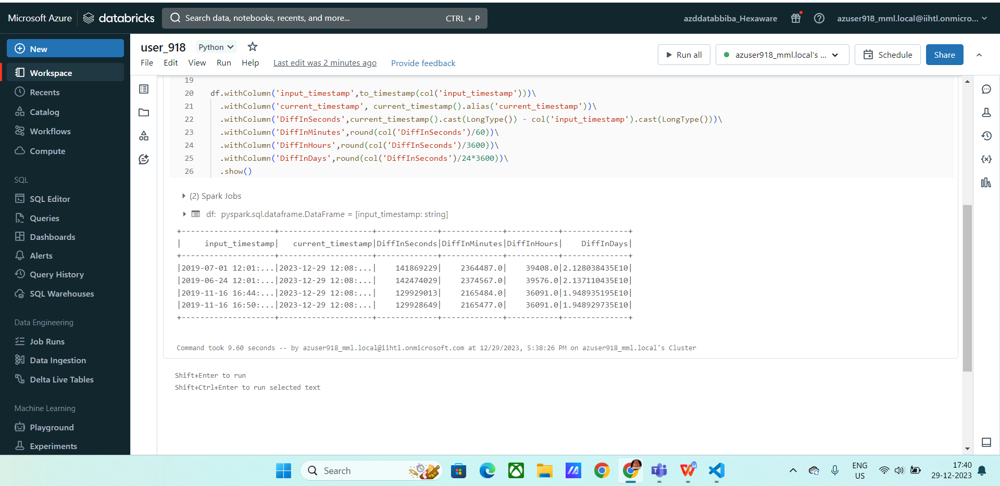 Microsoft Azure databricks Search data, notebooks, recents, and more... CTRL + P azddatabbiba_Hexaware azuser918_mml.local@iihtl.onmicro...
New
Workspace
Recents
Catalog
Workflows
Compute
SQL
SQL Editor
Queries
Dashboards
Alerts
Query History
SQL Warehouses
Data Engineering
Job Runs
Data Ingestion
Delta Live Tables
Machine Learning
Playground
Experiments
user_918 Python
File Edit View Run Help Last edit was 2 minutes ago Provide feedback
Run all azuser918_mml.local's ... Schedule Share
19
20 df.withColumn('input_timestamp',to_timestamp(col('input_timestamp')))\
21 .withColumn('current_timestamp', current_timestamp().alias('current_timestamp'))\
22 .withColumn('DiffInSeconds',current_timestamp().cast(LongType()) - col('input_timestamp').cast(LongType()))\
23 .withColumn('DiffInMinutes',round(col('DiffInSeconds')/60))\
24 .withColumn('DiffInHours',round(col('DiffInSeconds')/3600))\
25 .withColumn('DiffInDays',round(col('DiffInSeconds')/24*3600))\
26 .show()
(2) Spark Jobs
df: pyspark.sql.dataframe.DataFrame = [input_timestamp: string]
+--------------------+--------------------+-------------+-------------+-----------+--------------+
|     input_timestamp|   current_timestamp|DiffInSeconds|DiffInMinutes|DiffInHours|    DiffInDays|
+--------------------+--------------------+-------------+-------------+-----------+--------------+
|2019-07-01 12:01:...|2023-12-29 12:08:...|    141869229|    2364487.0|    39408.0|2.128038435E10|
|2019-06-24 12:01:...|2023-12-29 12:08:...|    142474029|    2374567.0|    39576.0|2.137110435E10|
|2019-11-16 16:44:...|2023-12-29 12:08:...|    129929013|    2165484.0|    36091.0|1.948935195E10|
|2019-11-16 16:50:...|2023-12-29 12:08:...|    129928649|    2165477.0|    36091.0|1.948929735E10|
+--------------------+--------------------+-------------+-------------+-----------+--------------+
Command took 9.60 seconds -- by azuser918_mml.local@iihtl.onmicrosoft.com at 12/29/2023, 5:38:26 PM on azuser918_mml.local's Cluster
Shift+Enter to run
Shift+Ctrl+Enter to run selected text
Search
ENG
US
17:40
29-12-2023